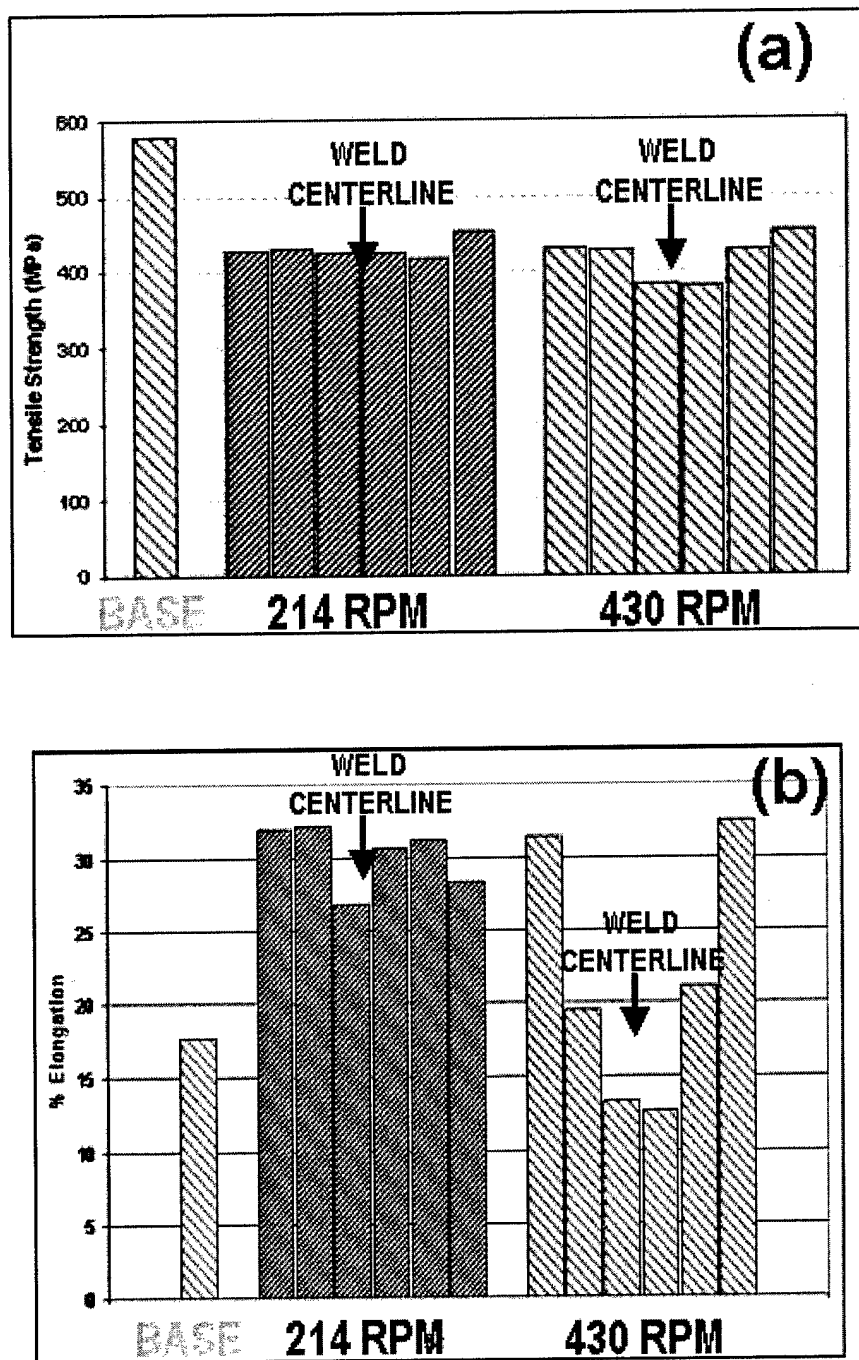 (a)
600
WELD
CENTERLINE
WELD
CENTERLINE
500
400
300
200
100
0
Tensile Strength (MPa)
BASE
214 RPM
430 RPM
(b)
35
WELD
CENTERLINE
30
25
WELD
CENTERLINE
20
15
10
5
0
% Elongation
BASE
214 RPM
430 RPM